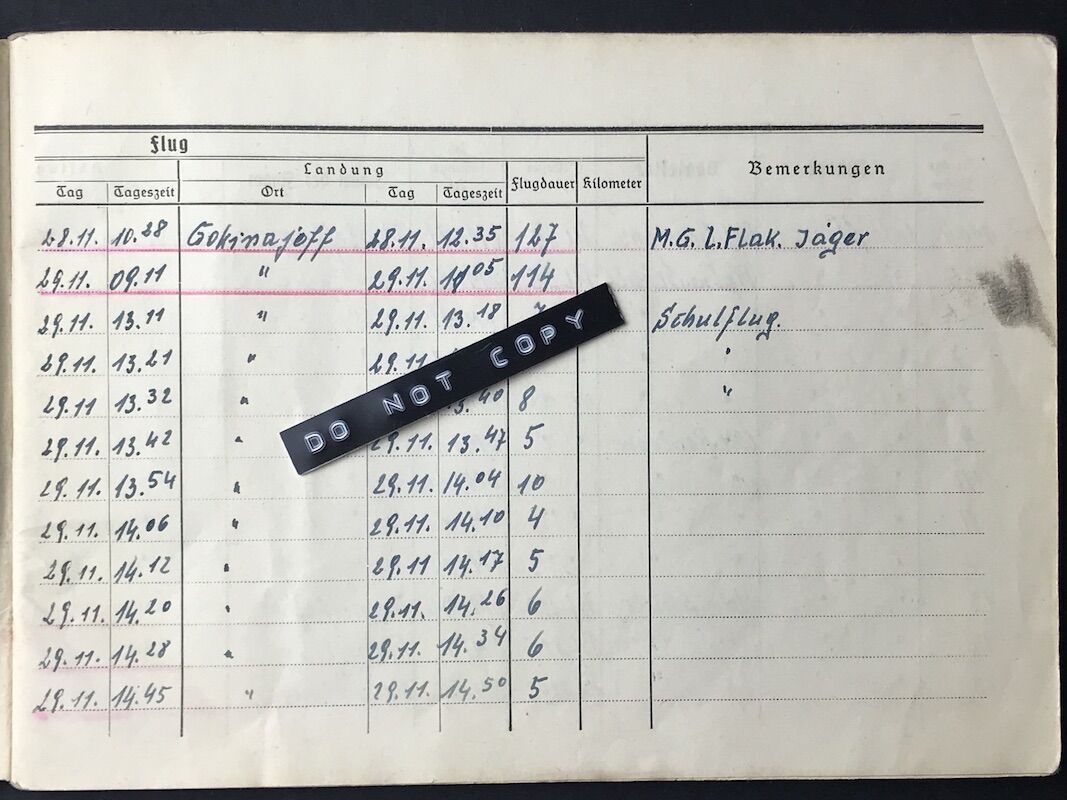 Flug
Landung
Bemerkungen
Tag Tageszeit Ort Tag Tageszeit Flugdauer Kilometer
28.11. 10.28 Gokinajoff 28.11. 12.35 127 M.G. L.Flak. Jäger
29.11. 09.11 " 29.11. 11.05 114
29.11. 13.11 " 29.11. 13.18 7 Schulflug.
29.11. 13.21 " 29.11 "
29.11 13.32 " 13.40 8 "
29.11. 13.42 " 29.11. 13.47 5
29.11. 13.54 " 29.11. 14.04 10
29.11. 14.06 " 29.11. 14.10 4
29.11. 14.12 " 29.11 14.17 5
29.11. 14.20 " 29.11. 14.26 6
29.11. 14.28 " 29.11. 14.34 6
29.11. 14.45 " 29.11. 14.50 5
DO NOT COPY